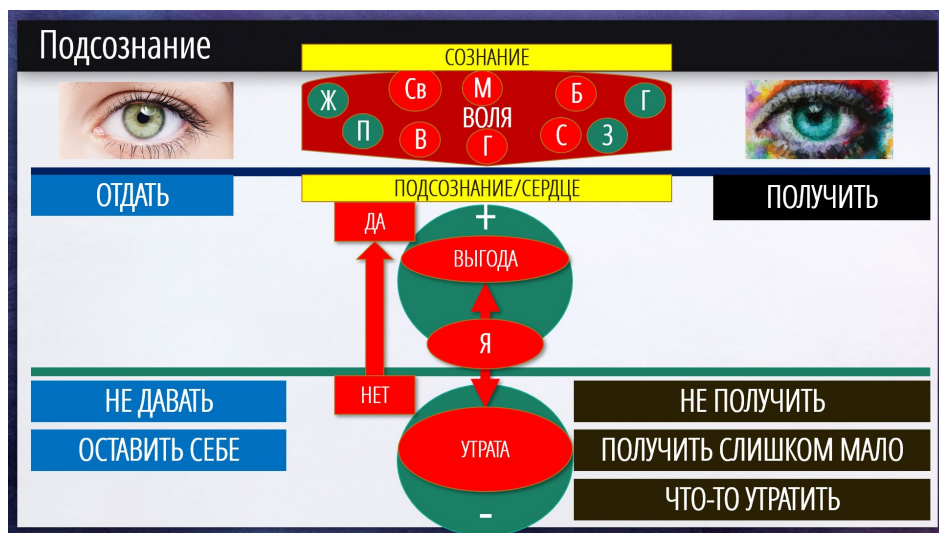 Подсознание
СОЗНАНИЕ
Ж
Св
М
Б
Г
П
В
ВОЛЯ
Г
С
З
ПОДСОЗНАНИЕ/СЕРДЦЕ
ОТДАТЬ
ПОЛУЧИТЬ
ДА
+
ВЫГОДА
Я
НЕТ
НЕ ДАВАТЬ
ОСТАВИТЬ СЕБЕ
УТРАТА
-
НЕ ПОЛУЧИТЬ
ПОЛУЧИТЬ СЛИШКОМ МАЛО
ЧТО-ТО УТРАТИТЬ